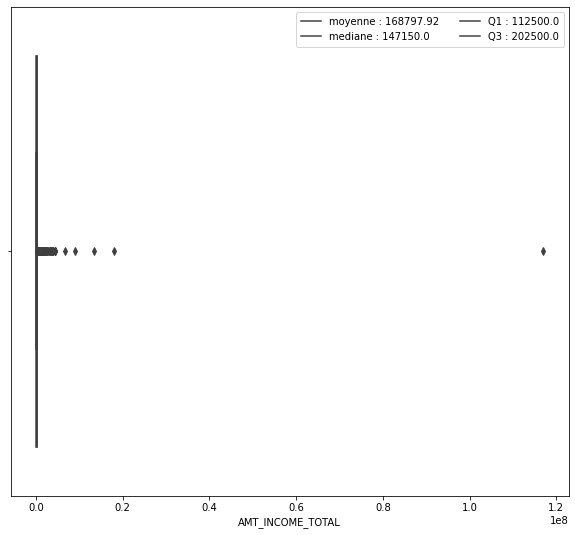 moyenne : 168797.92 Q1 : 112500.0
mediane : 147150.0 Q3 : 202500.0
0.0 0.2 0.4 0.6 0.8 1.0 1.2
1e8
AMT_INCOME_TOTAL